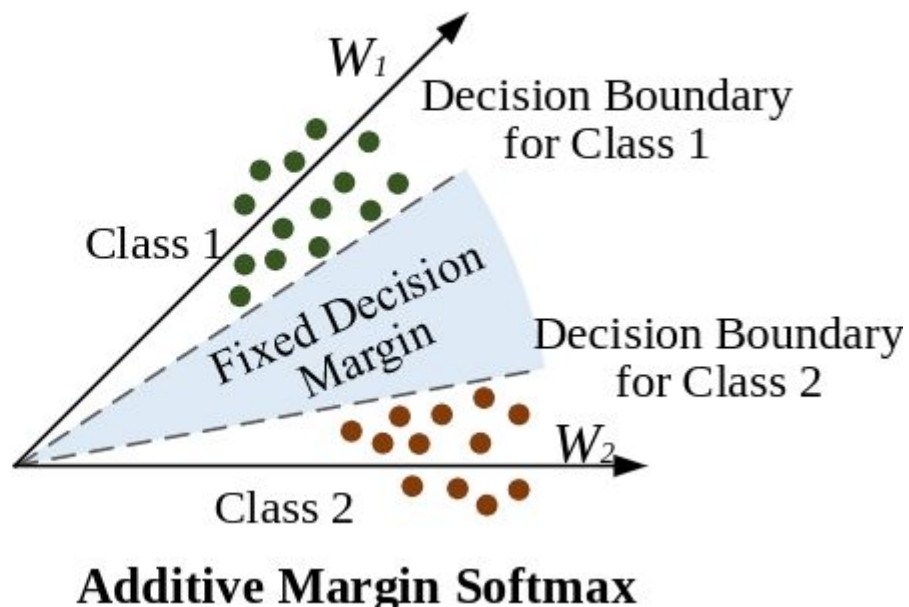 W1
Decision Boundary
for Class 1
Class 1
Fixed Decision
Margin
Decision Boundary
for Class 2
W2
Class 2
Additive Margin Softmax